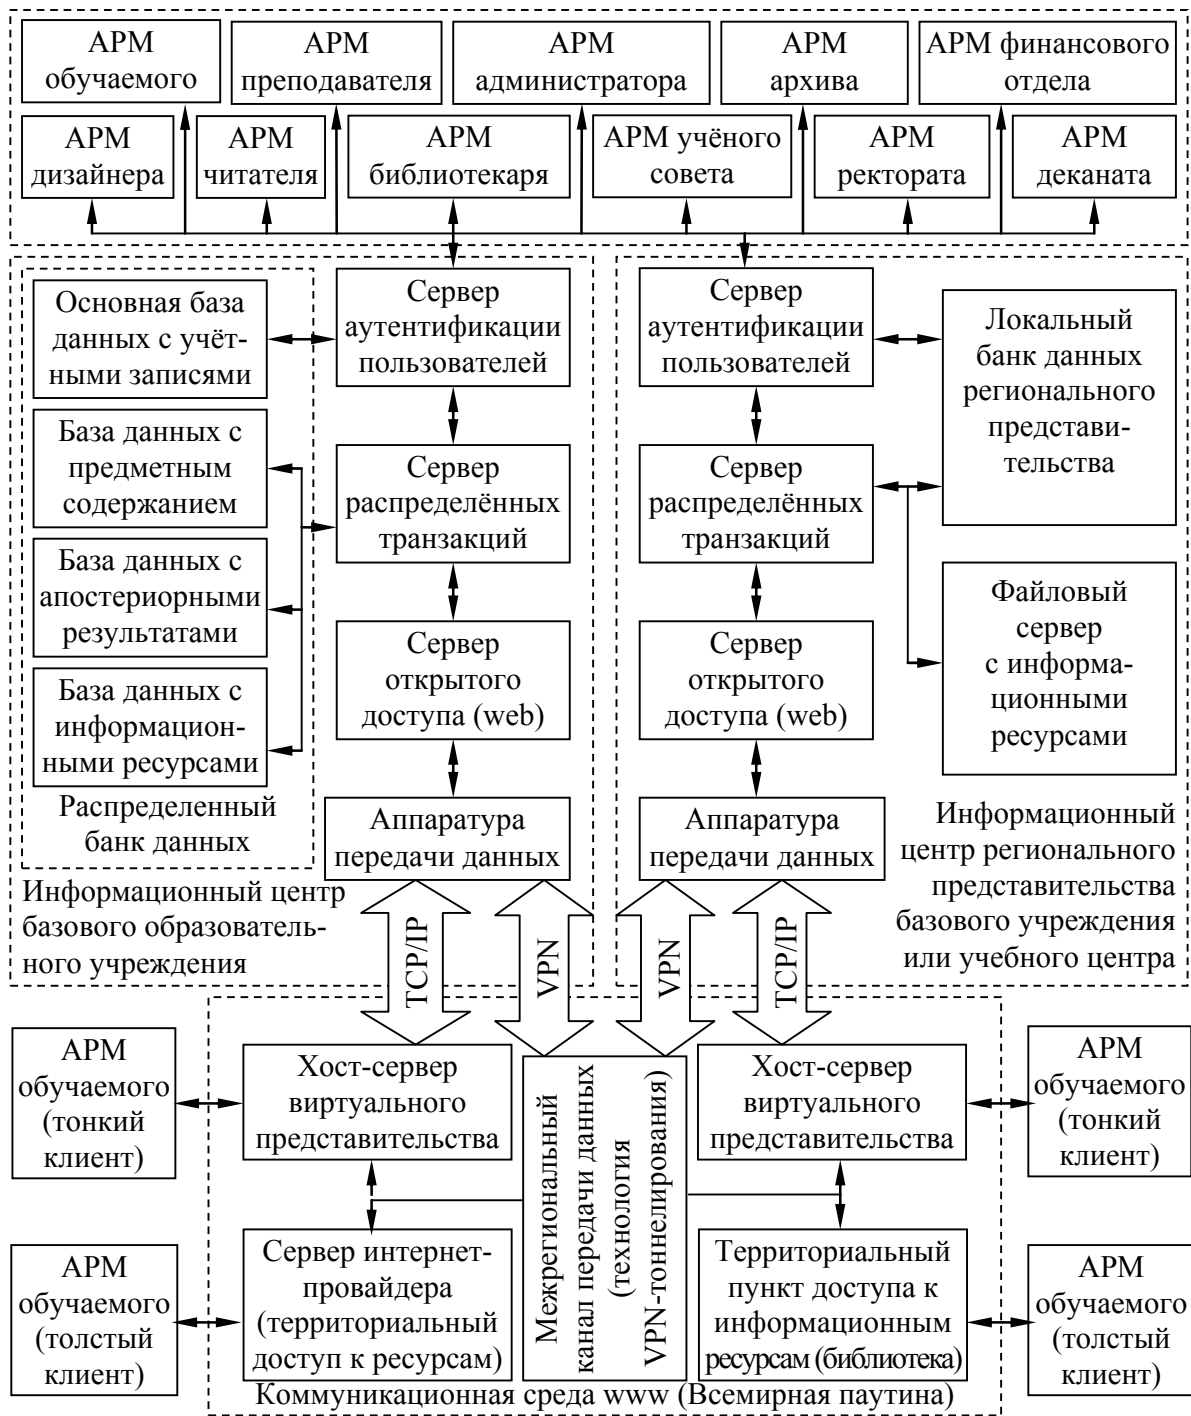 АРМ
обучаемого
АРМ
преподавателя
АРМ
администратора
АРМ
архива
АРМ финансового
отдела
АРМ
дизайнера
АРМ
читателя
АРМ
библиотекаря
АРМ учёного
совета
АРМ
ректората
АРМ
деканата
Основная база
данных с учёт-
ными записями
База данных с
предметным
содержанием
База данных с
апостериорными
результатами
База данных с
информацион-
ными ресурсами
Распределенный
банк данных
Информационный центр
базового образователь-
ного учреждения
Сервер
аутентификации
пользователей
Сервер
распределённых
транзакций
Сервер
открытого
доступа (web)
Аппаратура
передачи данных
Сервер
аутентификации
пользователей
Сервер
распределённых
транзакций
Сервер
открытого
доступа (web)
Аппаратура
передачи данных
Локальный
банк данных
регионального
представи-
тельства
Файловый
сервер
с информа-
ционными
ресурсами
Информационный
центр регионального
представительства
базового учреждения
или учебного центра
TCP/IP
VPN
VPN
TCP/IP
АРМ
обучаемого
(тонкий
клиент)
Хост-сервер
виртуального
представительства
Межрегиональный
канал передачи данных
(технология
VPN-тоннелирования)
Хост-сервер
виртуального
представительства
АРМ
обучаемого
(тонкий
клиент)
АРМ
обучаемого
(толстый
клиент)
Сервер интернет-
провайдера
(территориальный
доступ к ресурсам)
Территориальный
пункт доступа к
информационным
ресурсам (библиотека)
АРМ
обучаемого
(толстый
клиент)
Коммуникационная среда www (Всемирная паутина)